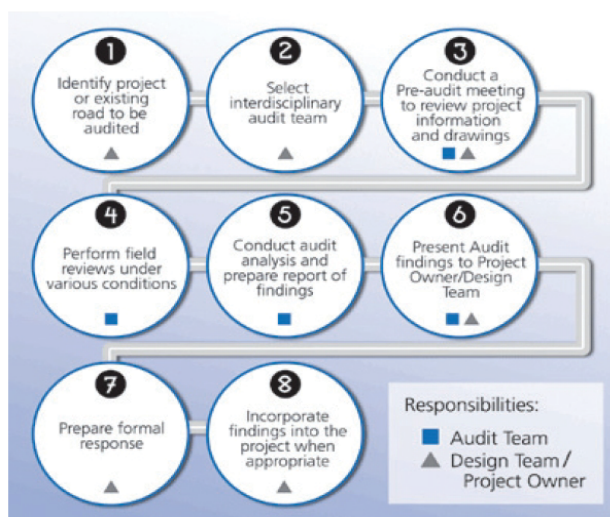 1
Identify project
or existing
road to be
audited
2
Select
interdisciplinary
audit team
3
Conduct a
Pre-audit meeting
to review project
information
and drawings
4
Perform field
reviews under
various conditions
5
Conduct audit
analysis and
prepare report of
findings
6
Present Audit
findings to Project
Owner/Design
Team
7
Prepare formal
response
8
Incorporate
findings into the
project when
appropriate
Responsibilities:
Audit Team
Design Team/
Project Owner